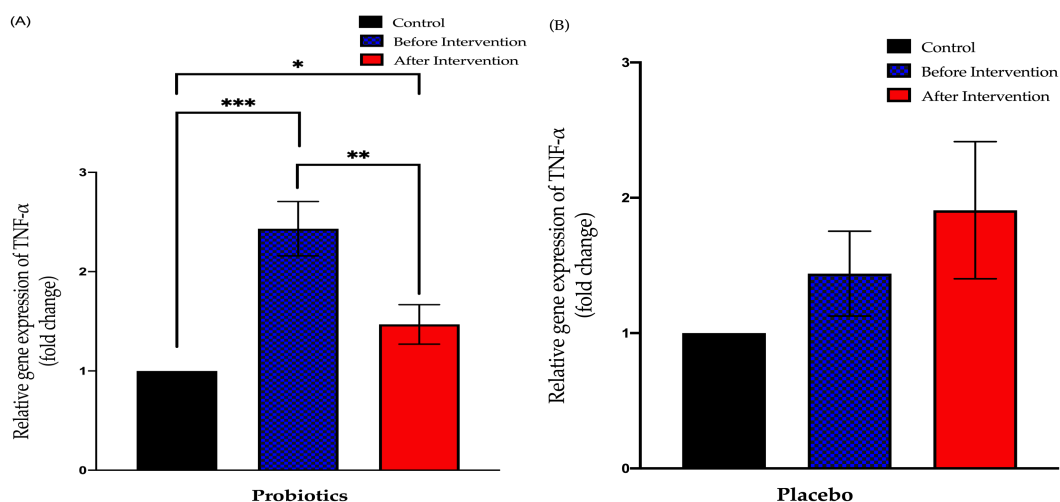 (A)
Control
Before Intervention
After Intervention
*
***
**
3
2
1
0
Relative gene expression of TNF-α
(fold change)
Probiotics
(B)
Control
Before Intervention
After Intervention
3
2
1
0
Relative gene expression of TNF-α
(fold change)
Placebo